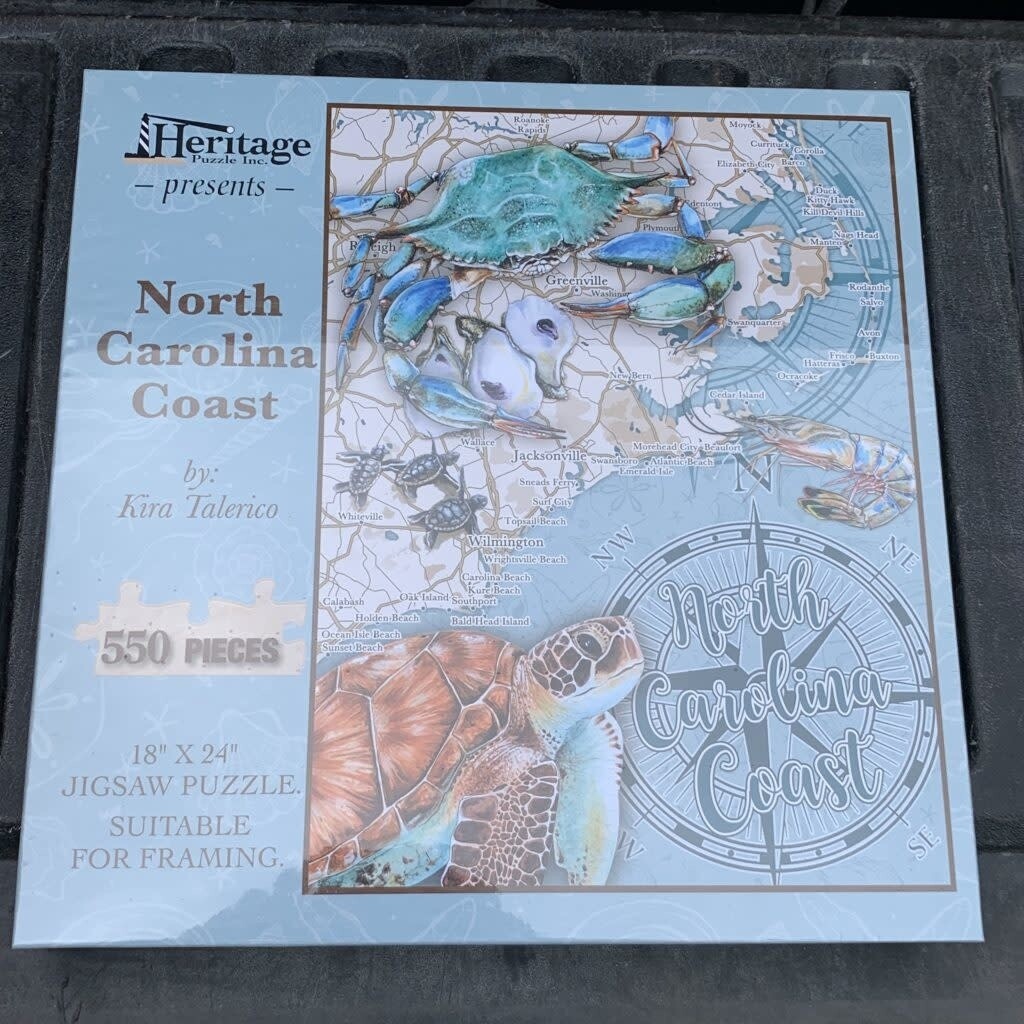 Heritage
Puzzle Inc.
– presents –
North
Carolina
Coast
by:
Kira Talerico
550 PIECES
18" X 24"
JIGSAW PUZZLE.
SUITABLE
FOR FRAMING.
Roanoke
Rapids
Moyock
Currituck
Corolla
Elizabeth City
Barco
Duck
Kitty Hawk
Kill Devil Hills
Edenton
Plymouth
Nags Head
Manteo
Greenville
Washing
Rodanthe
Salvo
Swanquarter
Avon
Frisco
Buxton
Hatteras
Ocracoke
New Bern
Cedar Island
Wallace
Jacksonville
Morehead City
Beaufort
Swansboro
Atlantic Beach
Emerald Isle
Sneads Ferry
Surf City
Topsail Beach
Whiteville
Wilmington
Wrightsville Beach
Carolina Beach
Kure Beach
Calabash
Oak Island
Southport
Holden Beach
Bald Head Island
Ocean Isle Beach
Sunset Beach
N
NW
NE
North
Carolina
Coast
W
SE